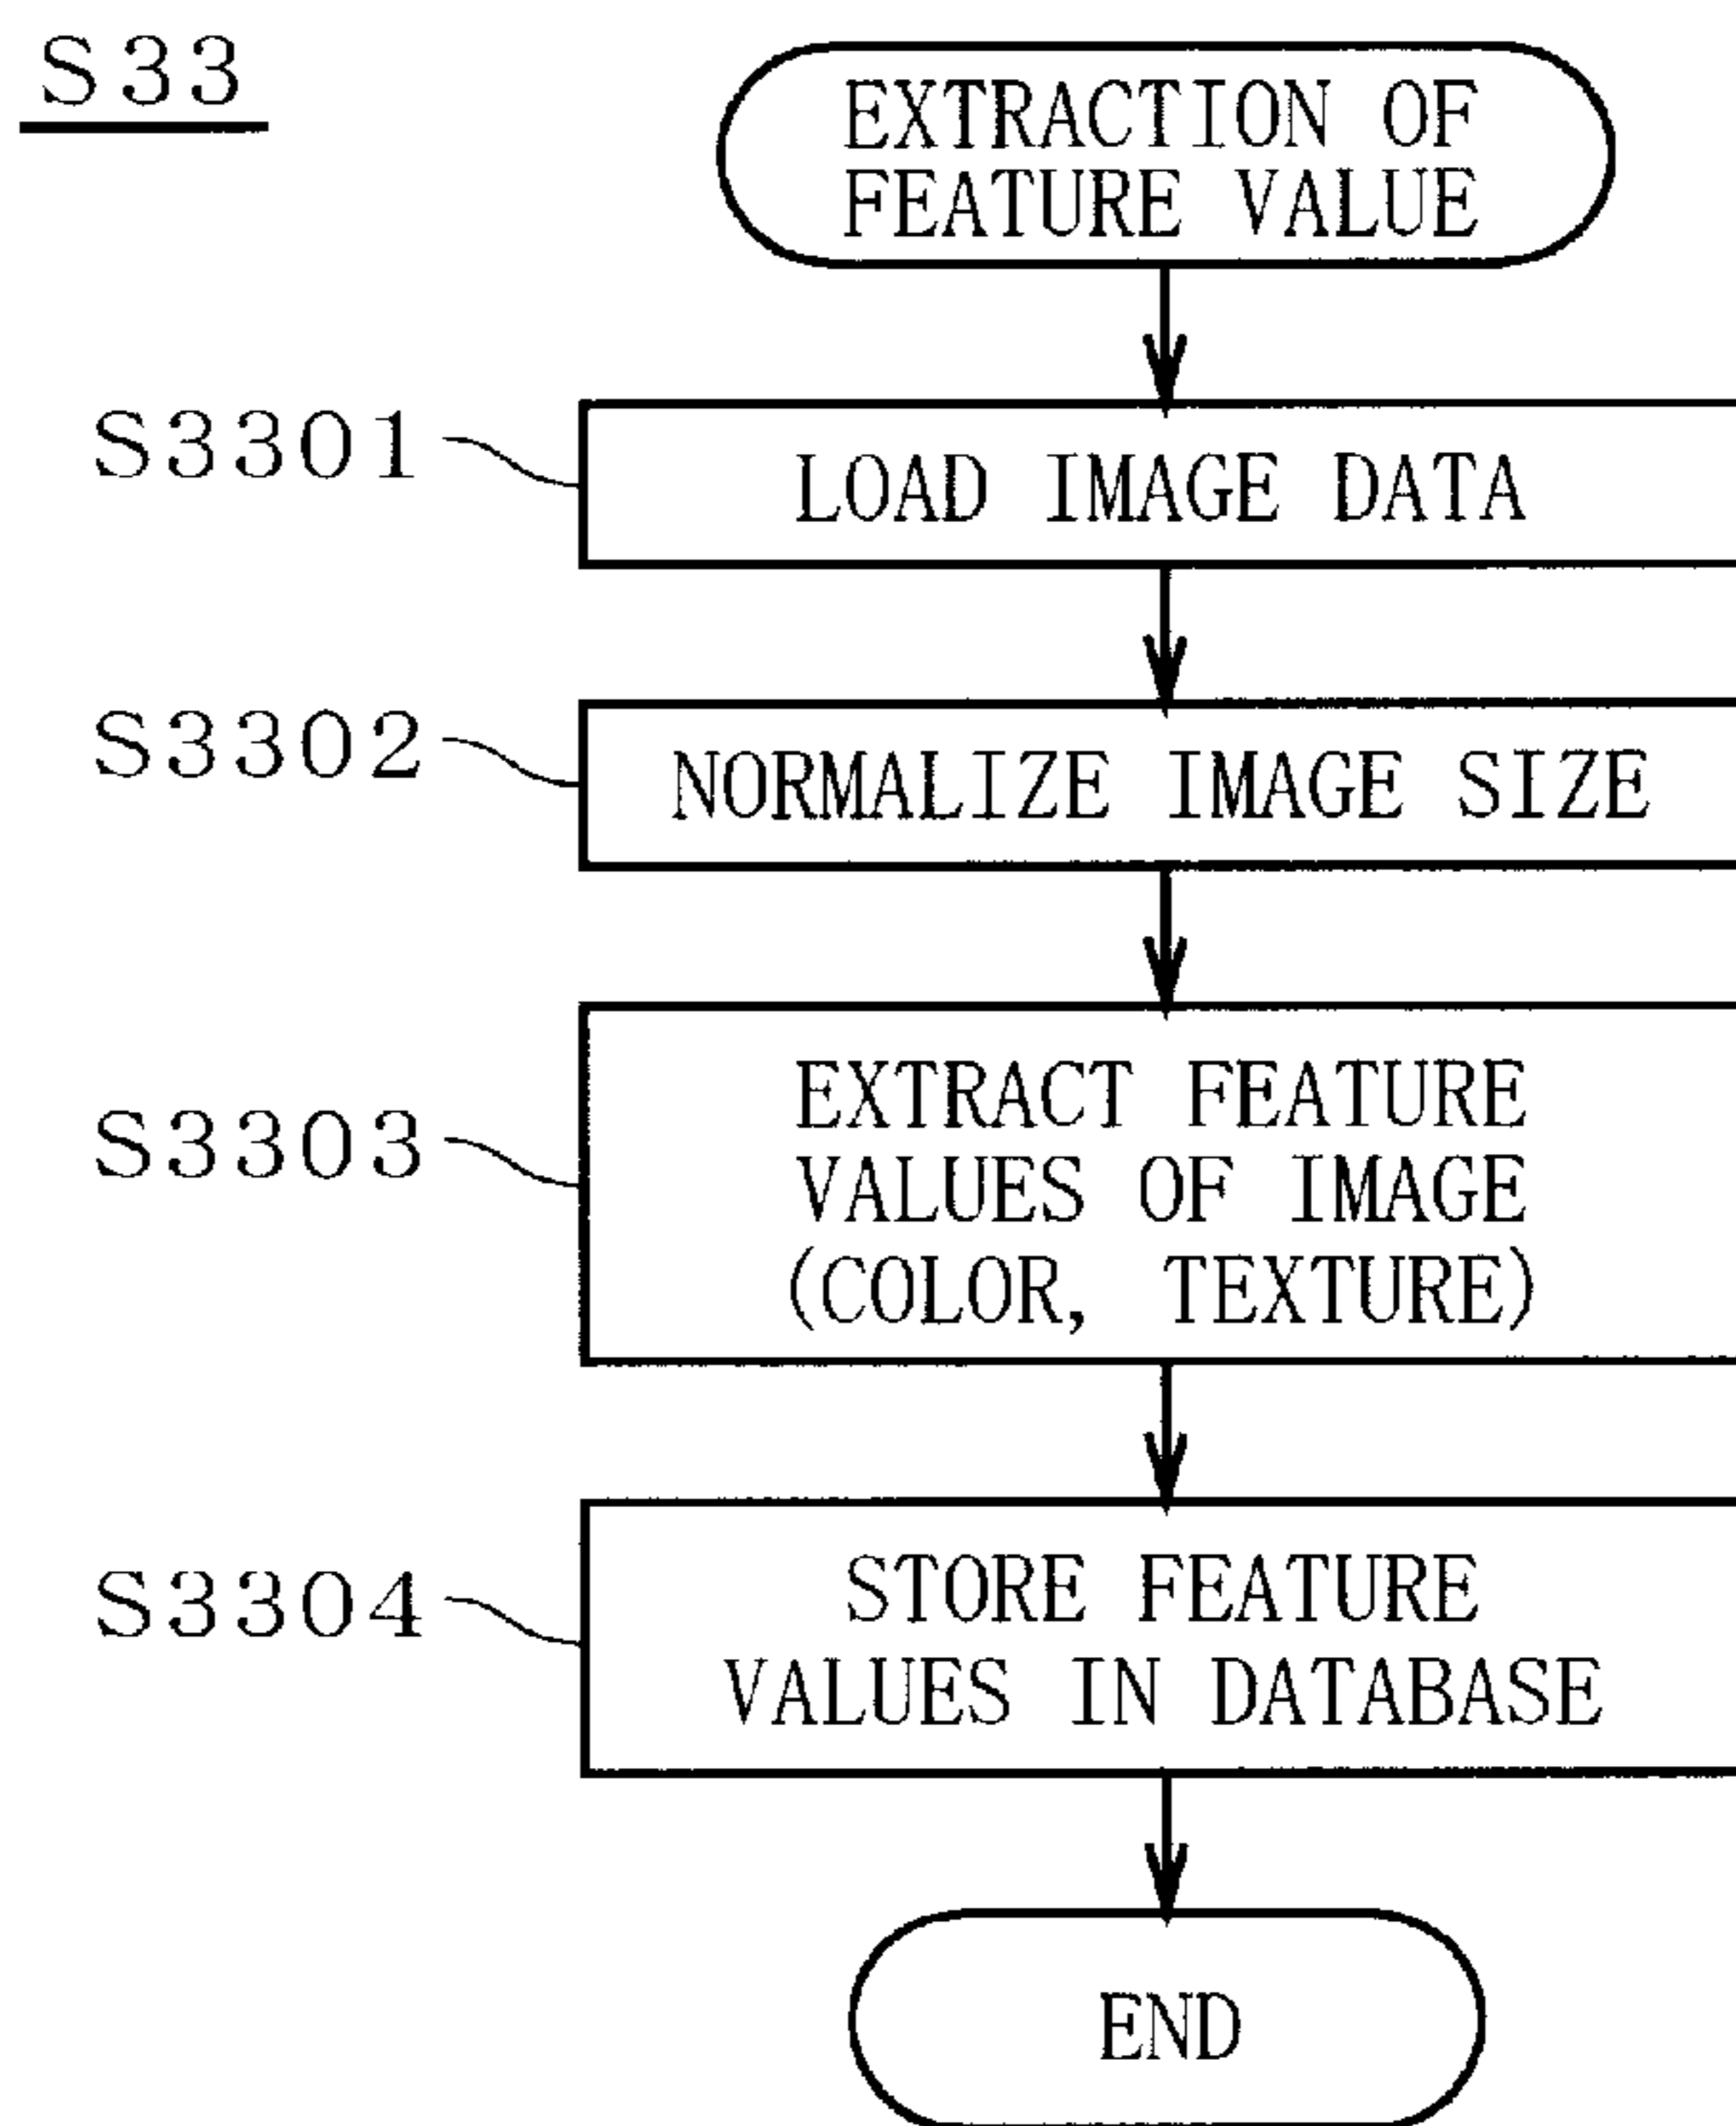 S33
EXTRACTION OF
FEATURE VALUE
S3301
LOAD IMAGE DATA
S3302
NORMALIZE IMAGE SIZE
S3303
EXTRACT FEATURE
VALUES OF IMAGE
(COLOR, TEXTURE)
S3304
STORE FEATURE
VALUES IN DATABASE
END